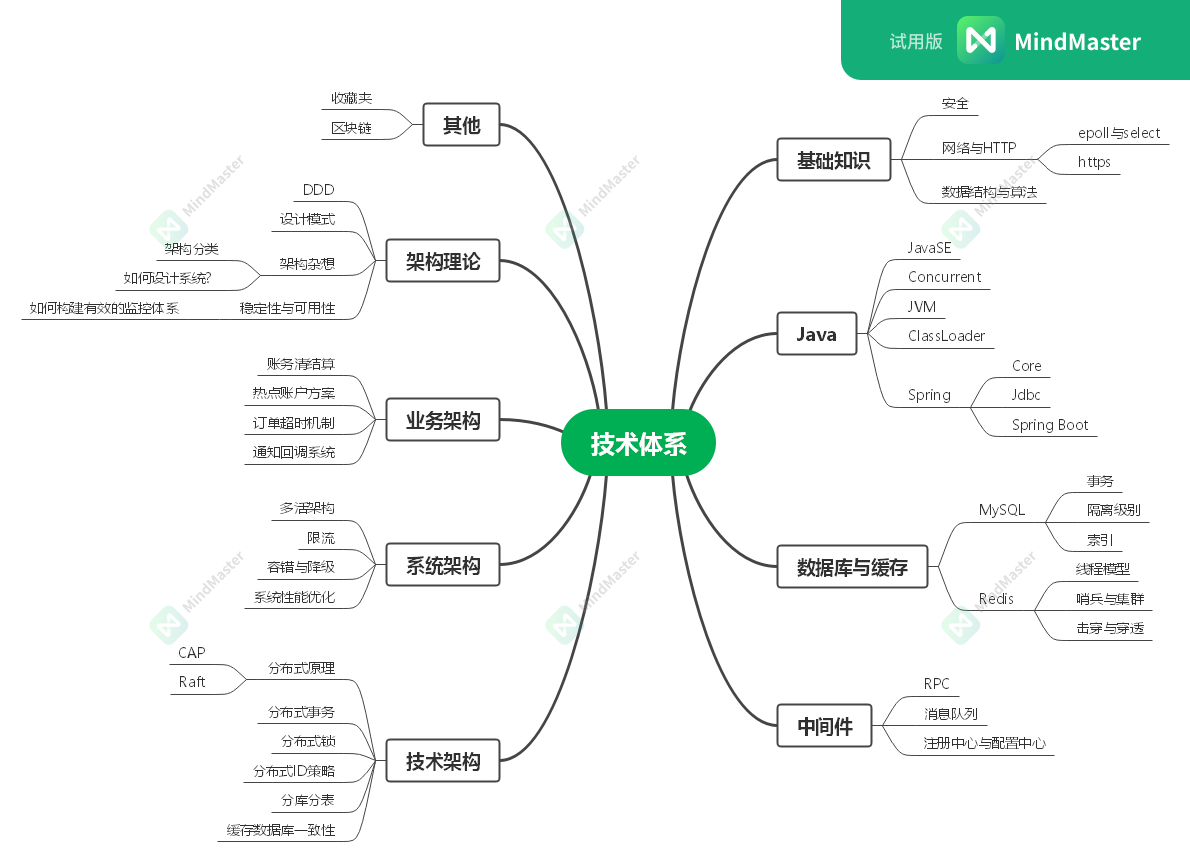 试用版 MindMaster
技术体系
基础知识
安全
网络与HTTP
epoll与select
https
数据结构与算法
Java
JavaSE
Concurrent
JVM
ClassLoader
Spring
Core
Jdbc
Spring Boot
数据库与缓存
MySQL
事务
隔离级别
索引
Redis
线程模型
哨兵与集群
击穿与穿透
中间件
RPC
消息队列
注册中心与配置中心
其他
收藏夹
区块链
架构理论
DDD
设计模式
架构杂想
架构分类
如何设计系统?
稳定性与可用性
如何构建有效的监控体系
业务架构
账务清结算
热点账户方案
订单超时机制
通知回调系统
系统架构
多活架构
限流
容错与降级
系统性能优化
技术架构
分布式原理
CAP
Raft
分布式事务
分布式锁
分布式ID策略
分库分表
缓存数据库一致性
MindMaster
MindMaster
MindMaster
MindMaster
MindMaster
MindMaster